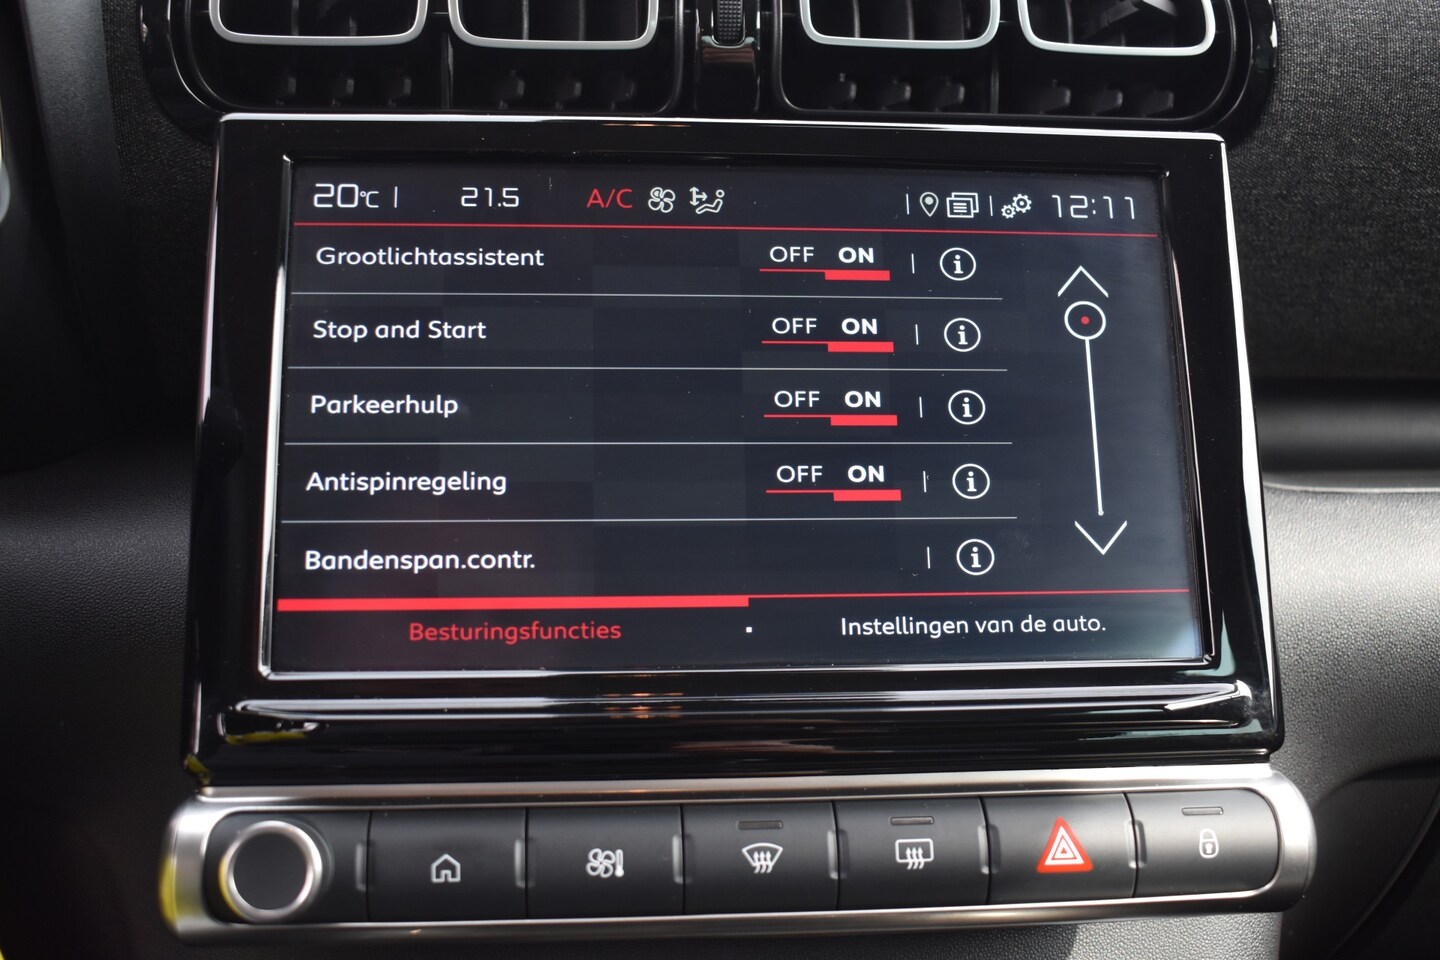 20°C 21.5 A/C 12:11
Grootlichtassistent OFF ON
Stop and Start OFF ON
Parkeerhulp OFF ON
Antispinregeling OFF ON
Bandenspan.contr.
Besturingsfuncties Instellingen van de auto.